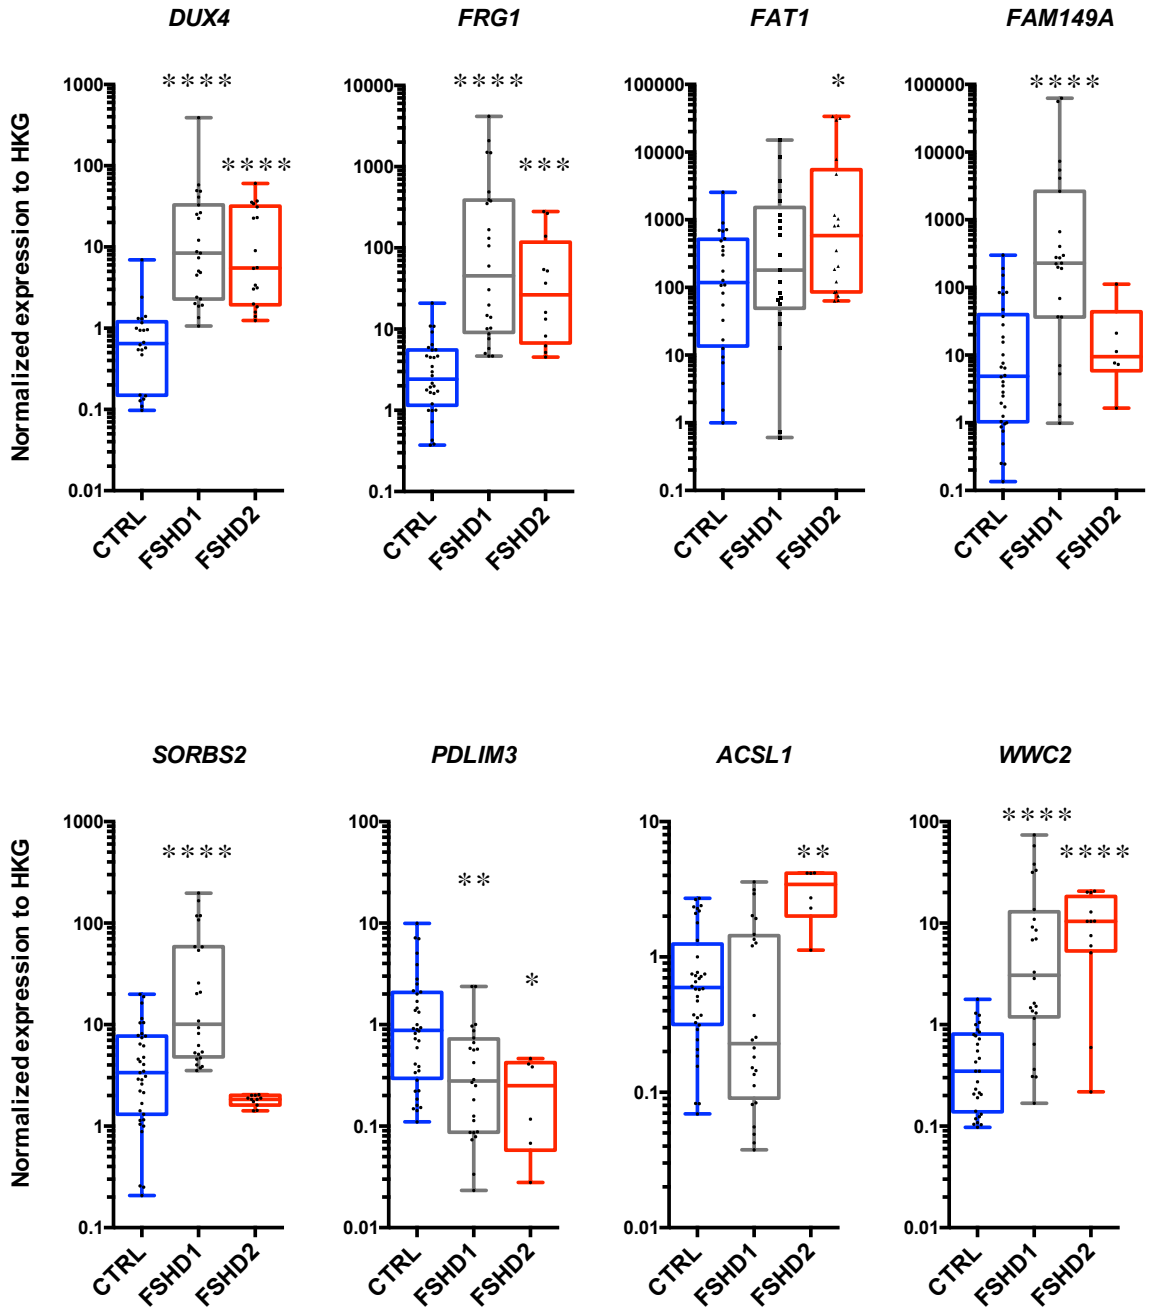 DUX4 FRG1 FAT1 FAM149A
Normalized expression to HKG
1000 100 10 1 0.1 0.01
**** ****
CTRL FSHD1 FSHD2
10000 1000 100 10 1 0.1
**** ***
CTRL FSHD1 FSHD2
100000 10000 1000 100 10 1 0.1
*
CTRL FSHD1 FSHD2
100000 10000 1000 100 10 1 0.1
****
CTRL FSHD1 FSHD2
SORBS2 PDLIM3 ACSL1 WWC2
Normalized expression to HKG
1000 100 10 1 0.1
****
CTRL FSHD1 FSHD2
100 10 1 0.1 0.01
** *
CTRL FSHD1 FSHD2
10 1 0.1 0.01
**
CTRL FSHD1 FSHD2
100 10 1 0.1 0.01
**** ****
CTRL FSHD1 FSHD2